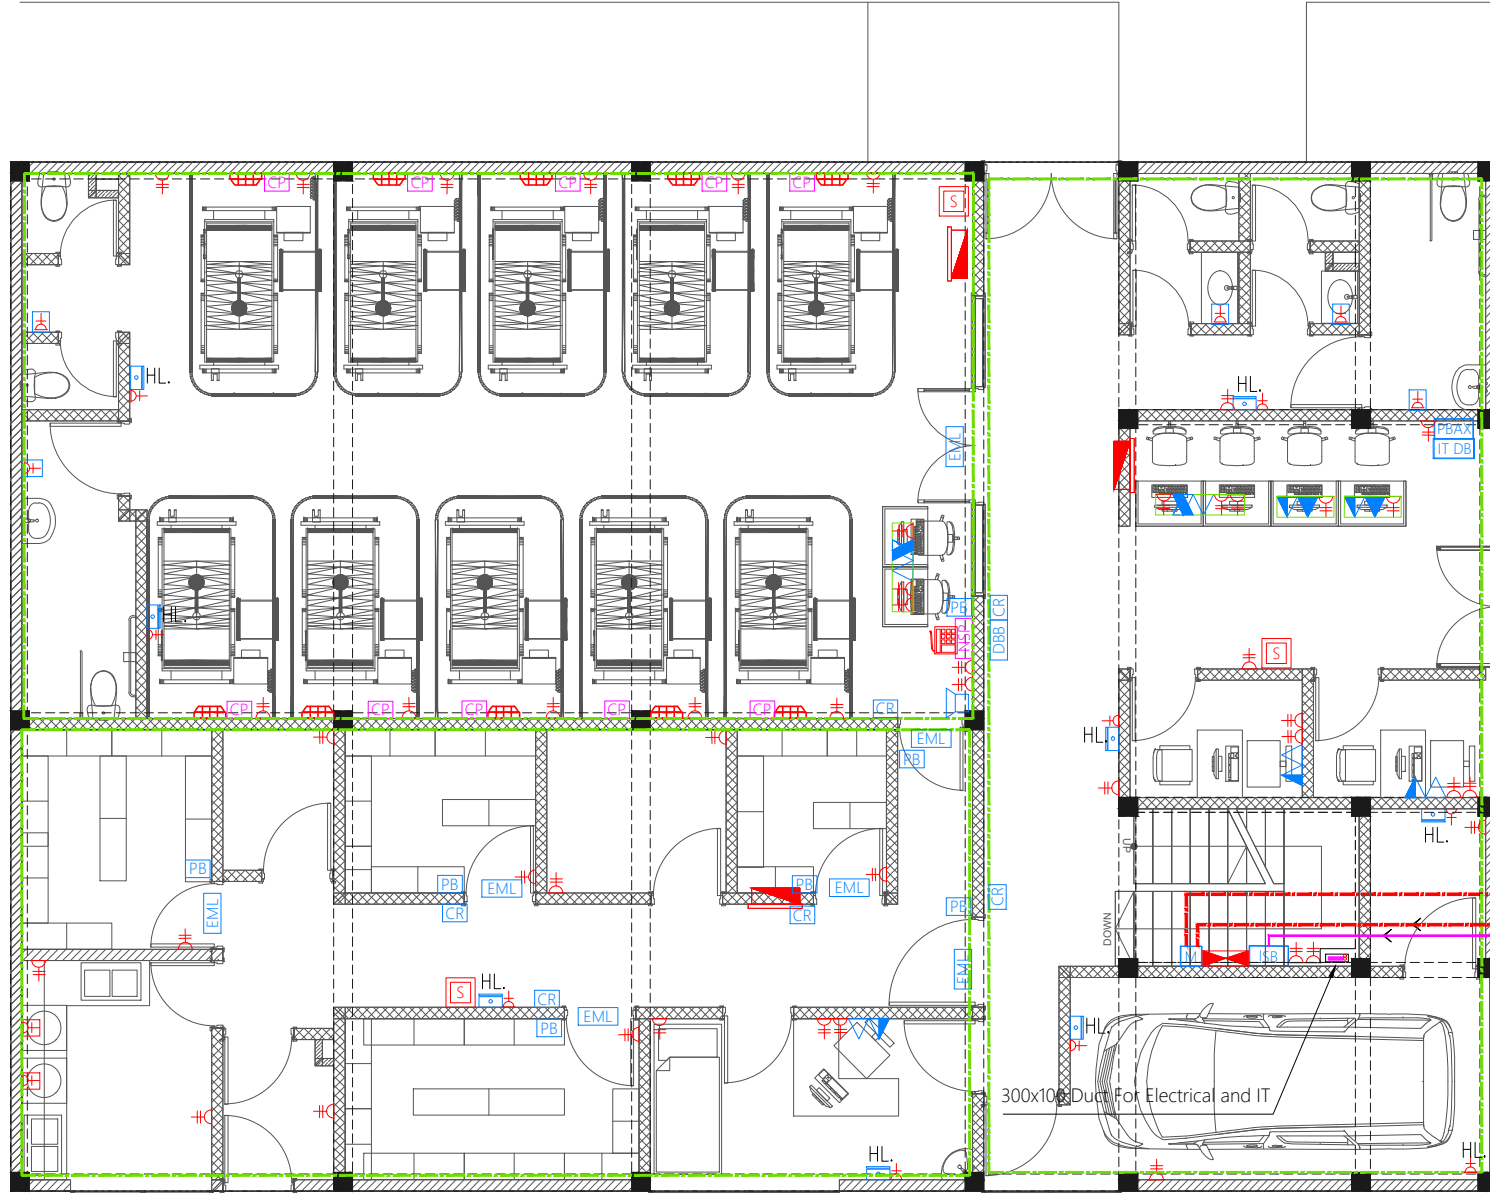 CP
CP
CP
CP
CP
S
HL.
HL.
EML
PBAX
IT DB
HL.
PB
CR
DBB
NSP
S
CP
CP
CP
CP
CP
CR
EML
PB
HL.
HL.
UP
PB
PB
EML
PB
EML
CR
CR
EML
PB
CR
DOWN
M
ISB
EML
S
HL.
CR
EML
PB
HL.
300x100 Duct For Electrical and IT
HL.
HL.